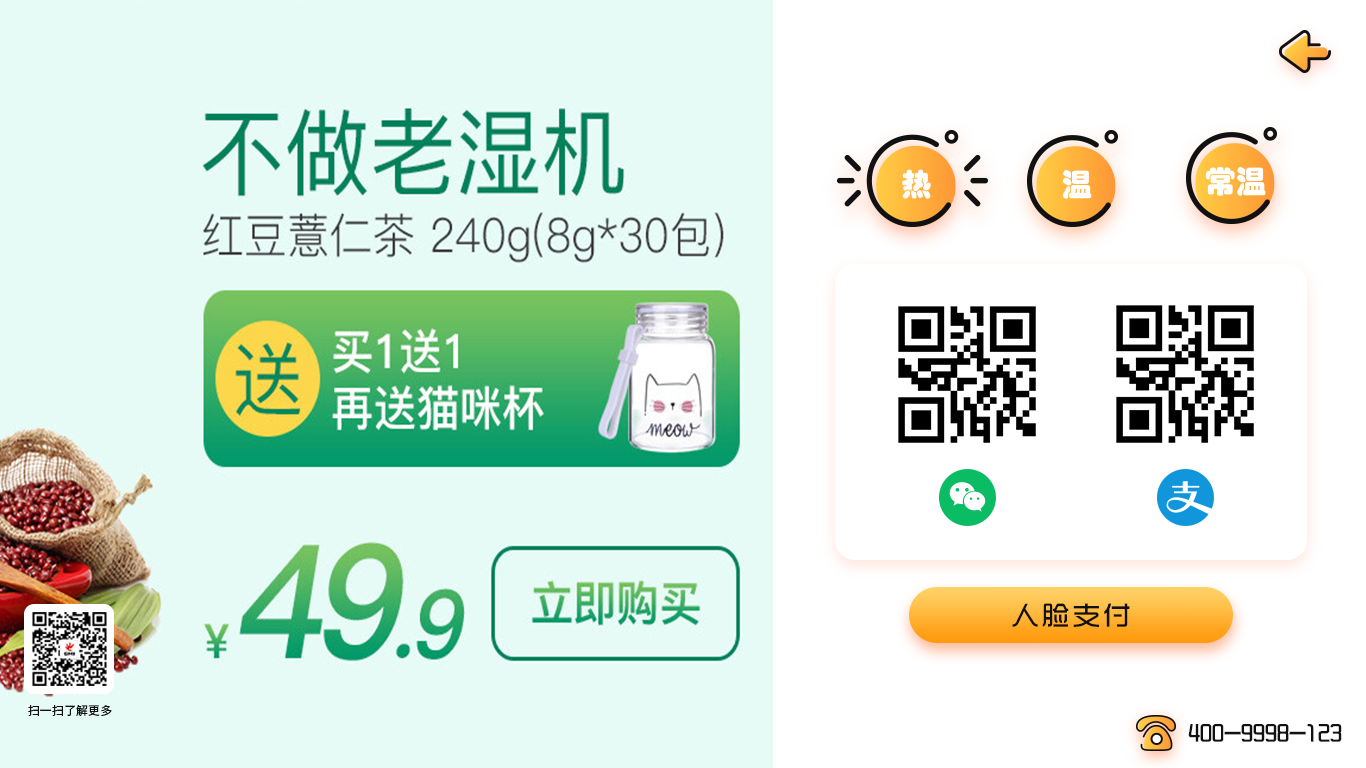 不做老湿机
红豆薏仁茶 240g(8g*30包)
送
买1送1
再送猫咪杯
meow
¥49.9
立即购买
扫一扫了解更多
热
温
常温
支
人脸支付
400-9998-123